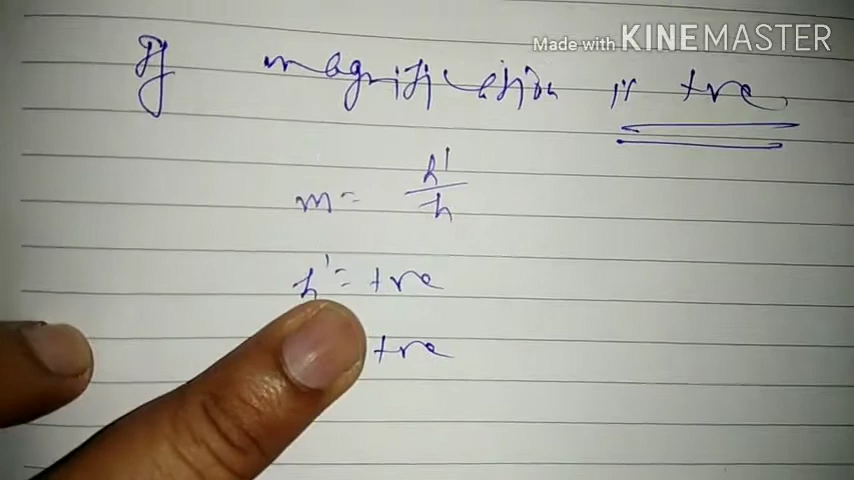 Made with KINEMASTER
If magnification is +ve
m = h'/h
h' = +ve
+ve